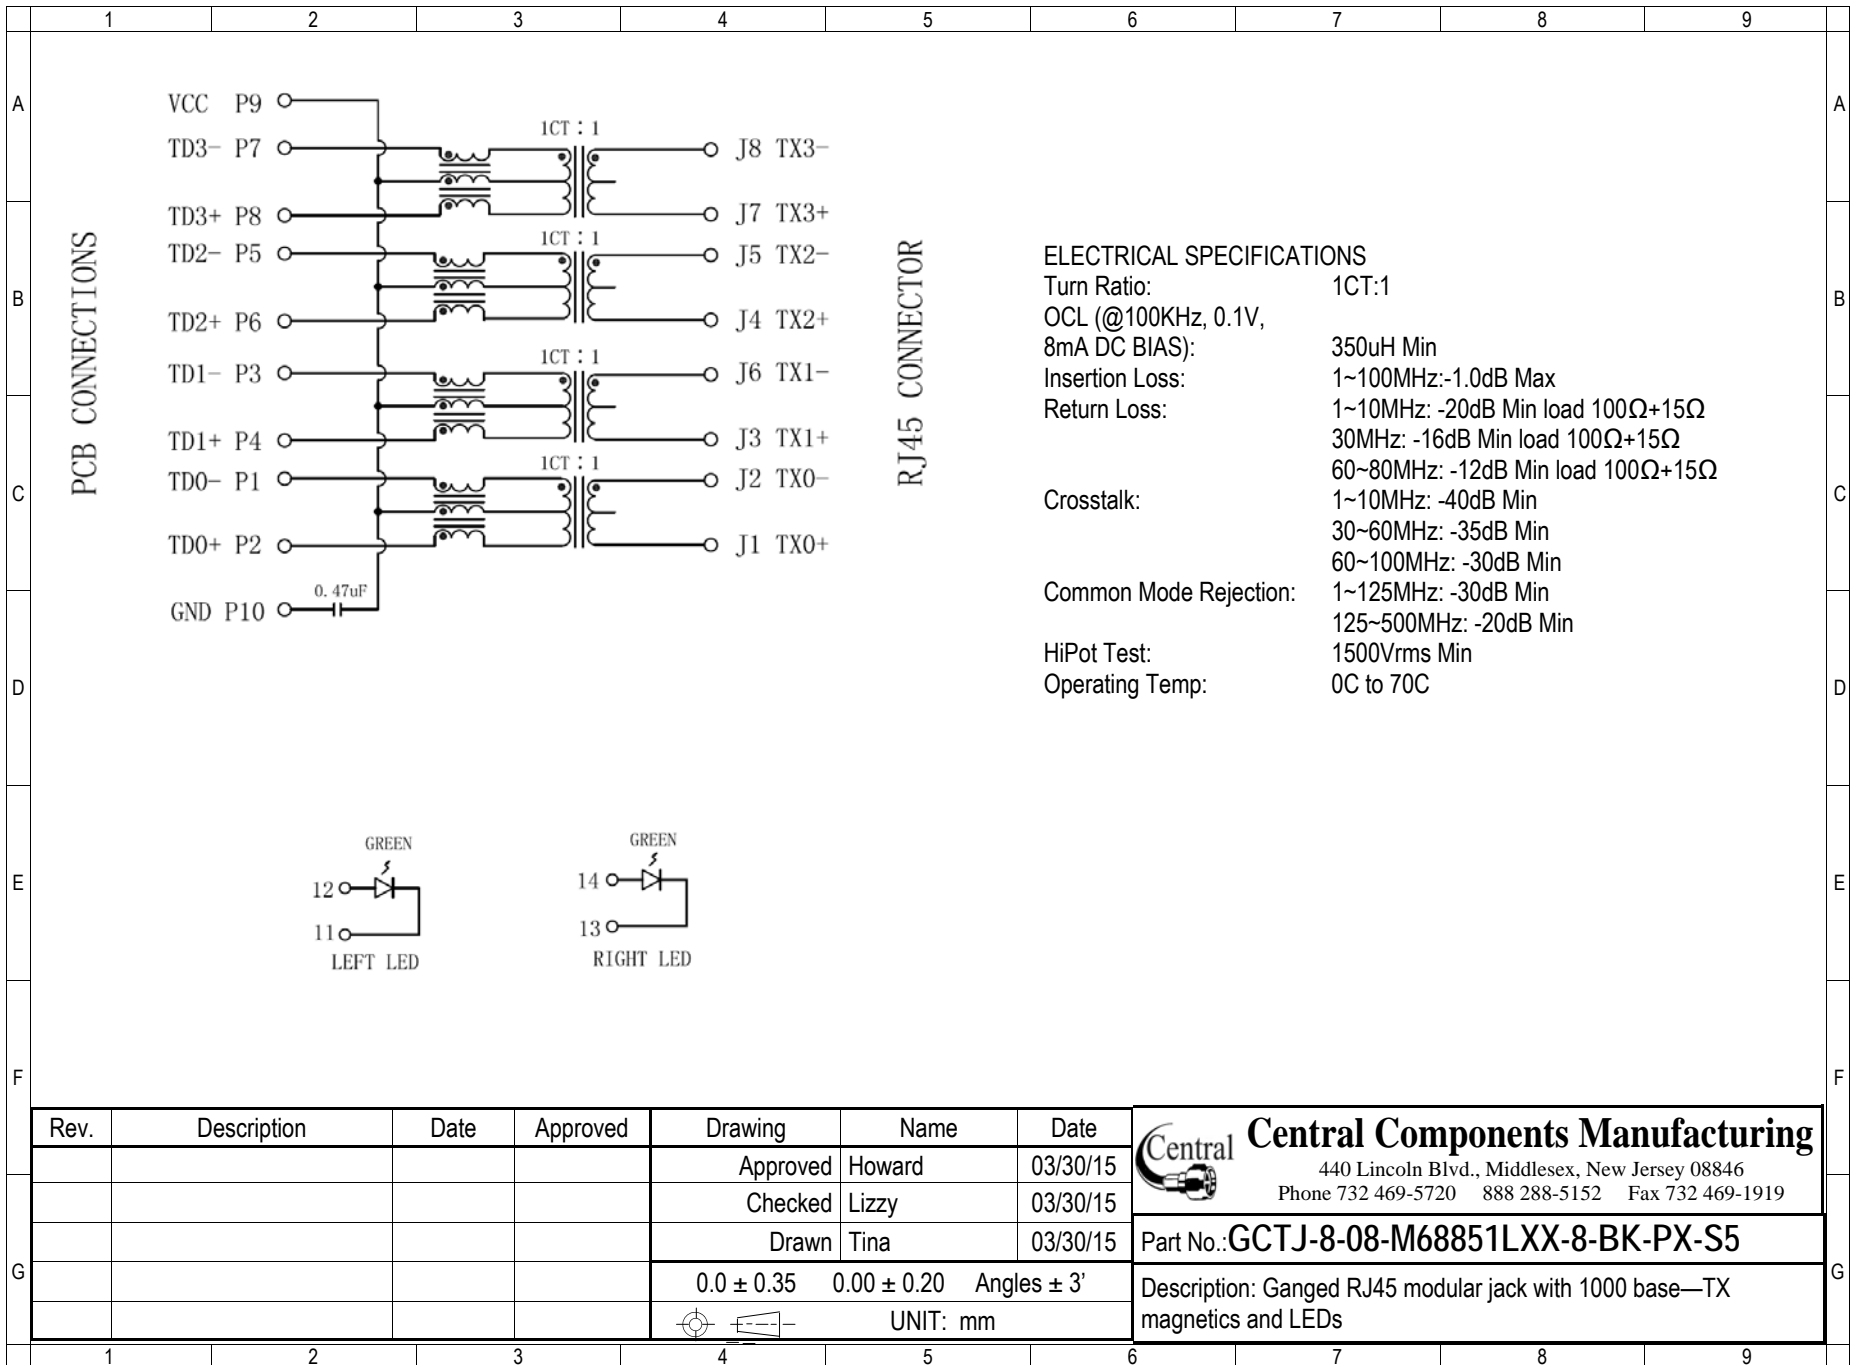 1 2 3 4 5 6 7 8 9
A A
VCC P9
TD3- P7 1CT:1 J8 TX3-
TD3+ P8 J7 TX3+
TD2- P5 1CT:1 J5 TX2-
TD2+ P6 J4 TX2+
TD1- P3 1CT:1 J6 TX1-
TD1+ P4 J3 TX1+
TD0- P1 1CT:1 J2 TX0-
TD0+ P2 J1 TX0+
GND P10 0.47uF
PCB CONNECTIONS
RJ45 CONNECTOR
B B
ELECTRICAL SPECIFICATIONS
Turn Ratio: 1CT:1
OCL (@100KHz, 0.1V,
8mA DC BIAS): 350uH Min
Insertion Loss: 1~100MHz:-1.0dB Max
Return Loss: 1~10MHz: -20dB Min load 100Ω+15Ω
30MHz: -16dB Min load 100Ω+15Ω
60~80MHz: -12dB Min load 100Ω+15Ω
Crosstalk: 1~10MHz: -40dB Min
30~60MHz: -35dB Min
60~100MHz: -30dB Min
Common Mode Rejection: 1~125MHz: -30dB Min
125~500MHz: -20dB Min
HiPot Test: 1500Vrms Min
Operating Temp: 0C to 70C
C C
D D
GREEN
12
11
LEFT LED
GREEN
14
13
RIGHT LED
E E
F F
Rev. Description Date Approved
Drawing Name Date
Approved Howard 03/30/15
Checked Lizzy 03/30/15
Drawn Tina 03/30/15
0.0 ± 0.35 0.00 ± 0.20 Angles ± 3’
UNIT: mm
Central
Central Components Manufacturing
440 Lincoln Blvd., Middlesex, New Jersey 08846
Phone 732 469-5720 888 288-5152 Fax 732 469-1919
Part No.:GCTJ-8-08-M68851LXX-8-BK-PX-S5
Description: Ganged RJ45 modular jack with 1000 base—TX
magnetics and LEDs
G G
1 2 3 4 5 6 7 8 9